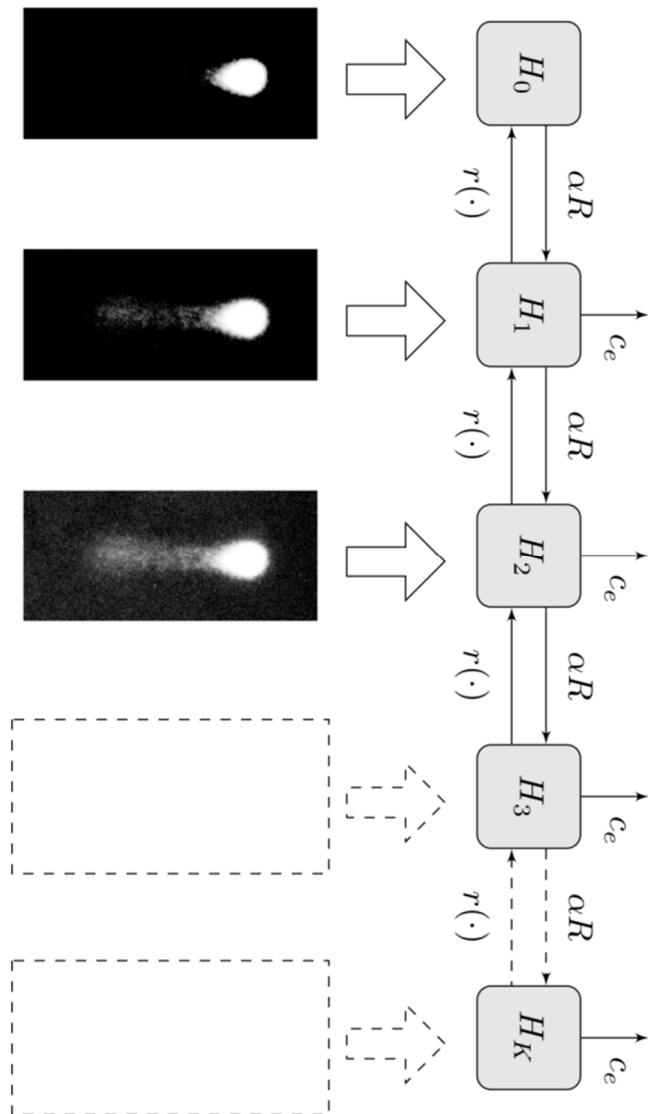 H_0
αR
r(·)
H_1
c_e
αR
r(·)
H_2
c_e
αR
r(·)
H_3
c_e
αR
r(·)
H_K
c_e